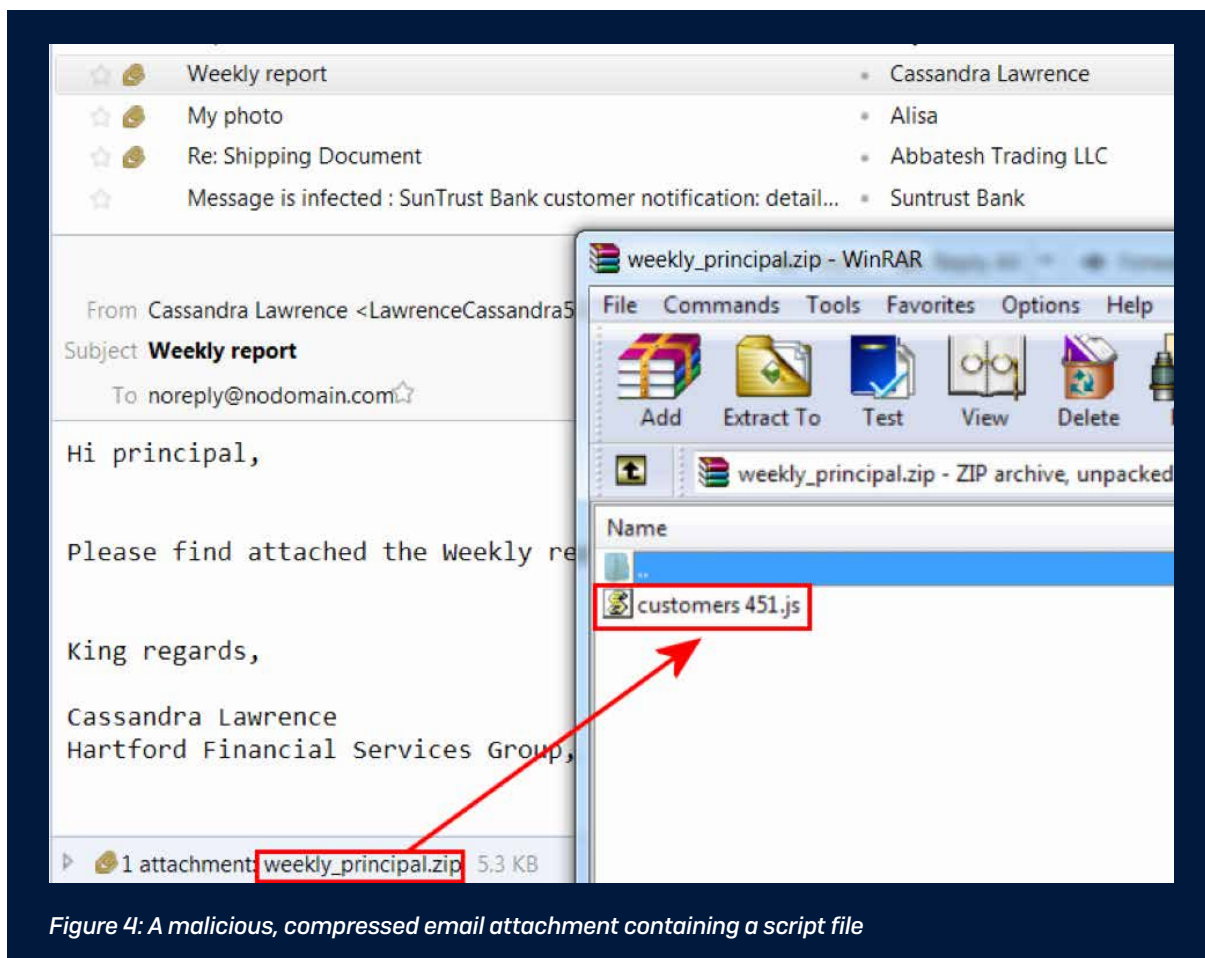 Weekly report • Cassandra Lawrence
My photo • Alisa
Re: Shipping Document • Abbatesh Trading LLC
Message is infected : SunTrust Bank customer notification: detail... • Suntrust Bank
From Cassandra Lawrence <LawrenceCassandra5
Subject Weekly report
To noreply@nodomain.com
Hi principal,
Please find attached the Weekly re
King regards,
Cassandra Lawrence
Hartford Financial Services Group,
1 attachment: weekly_principal.zip 5.3 KB
weekly_principal.zip - WinRAR
File Commands Tools Favorites Options Help
Add Extract To Test View Delete
weekly_principal.zip - ZIP archive, unpacked
Name
..
customers 451.js
Figure 4: A malicious, compressed email attachment containing a script file